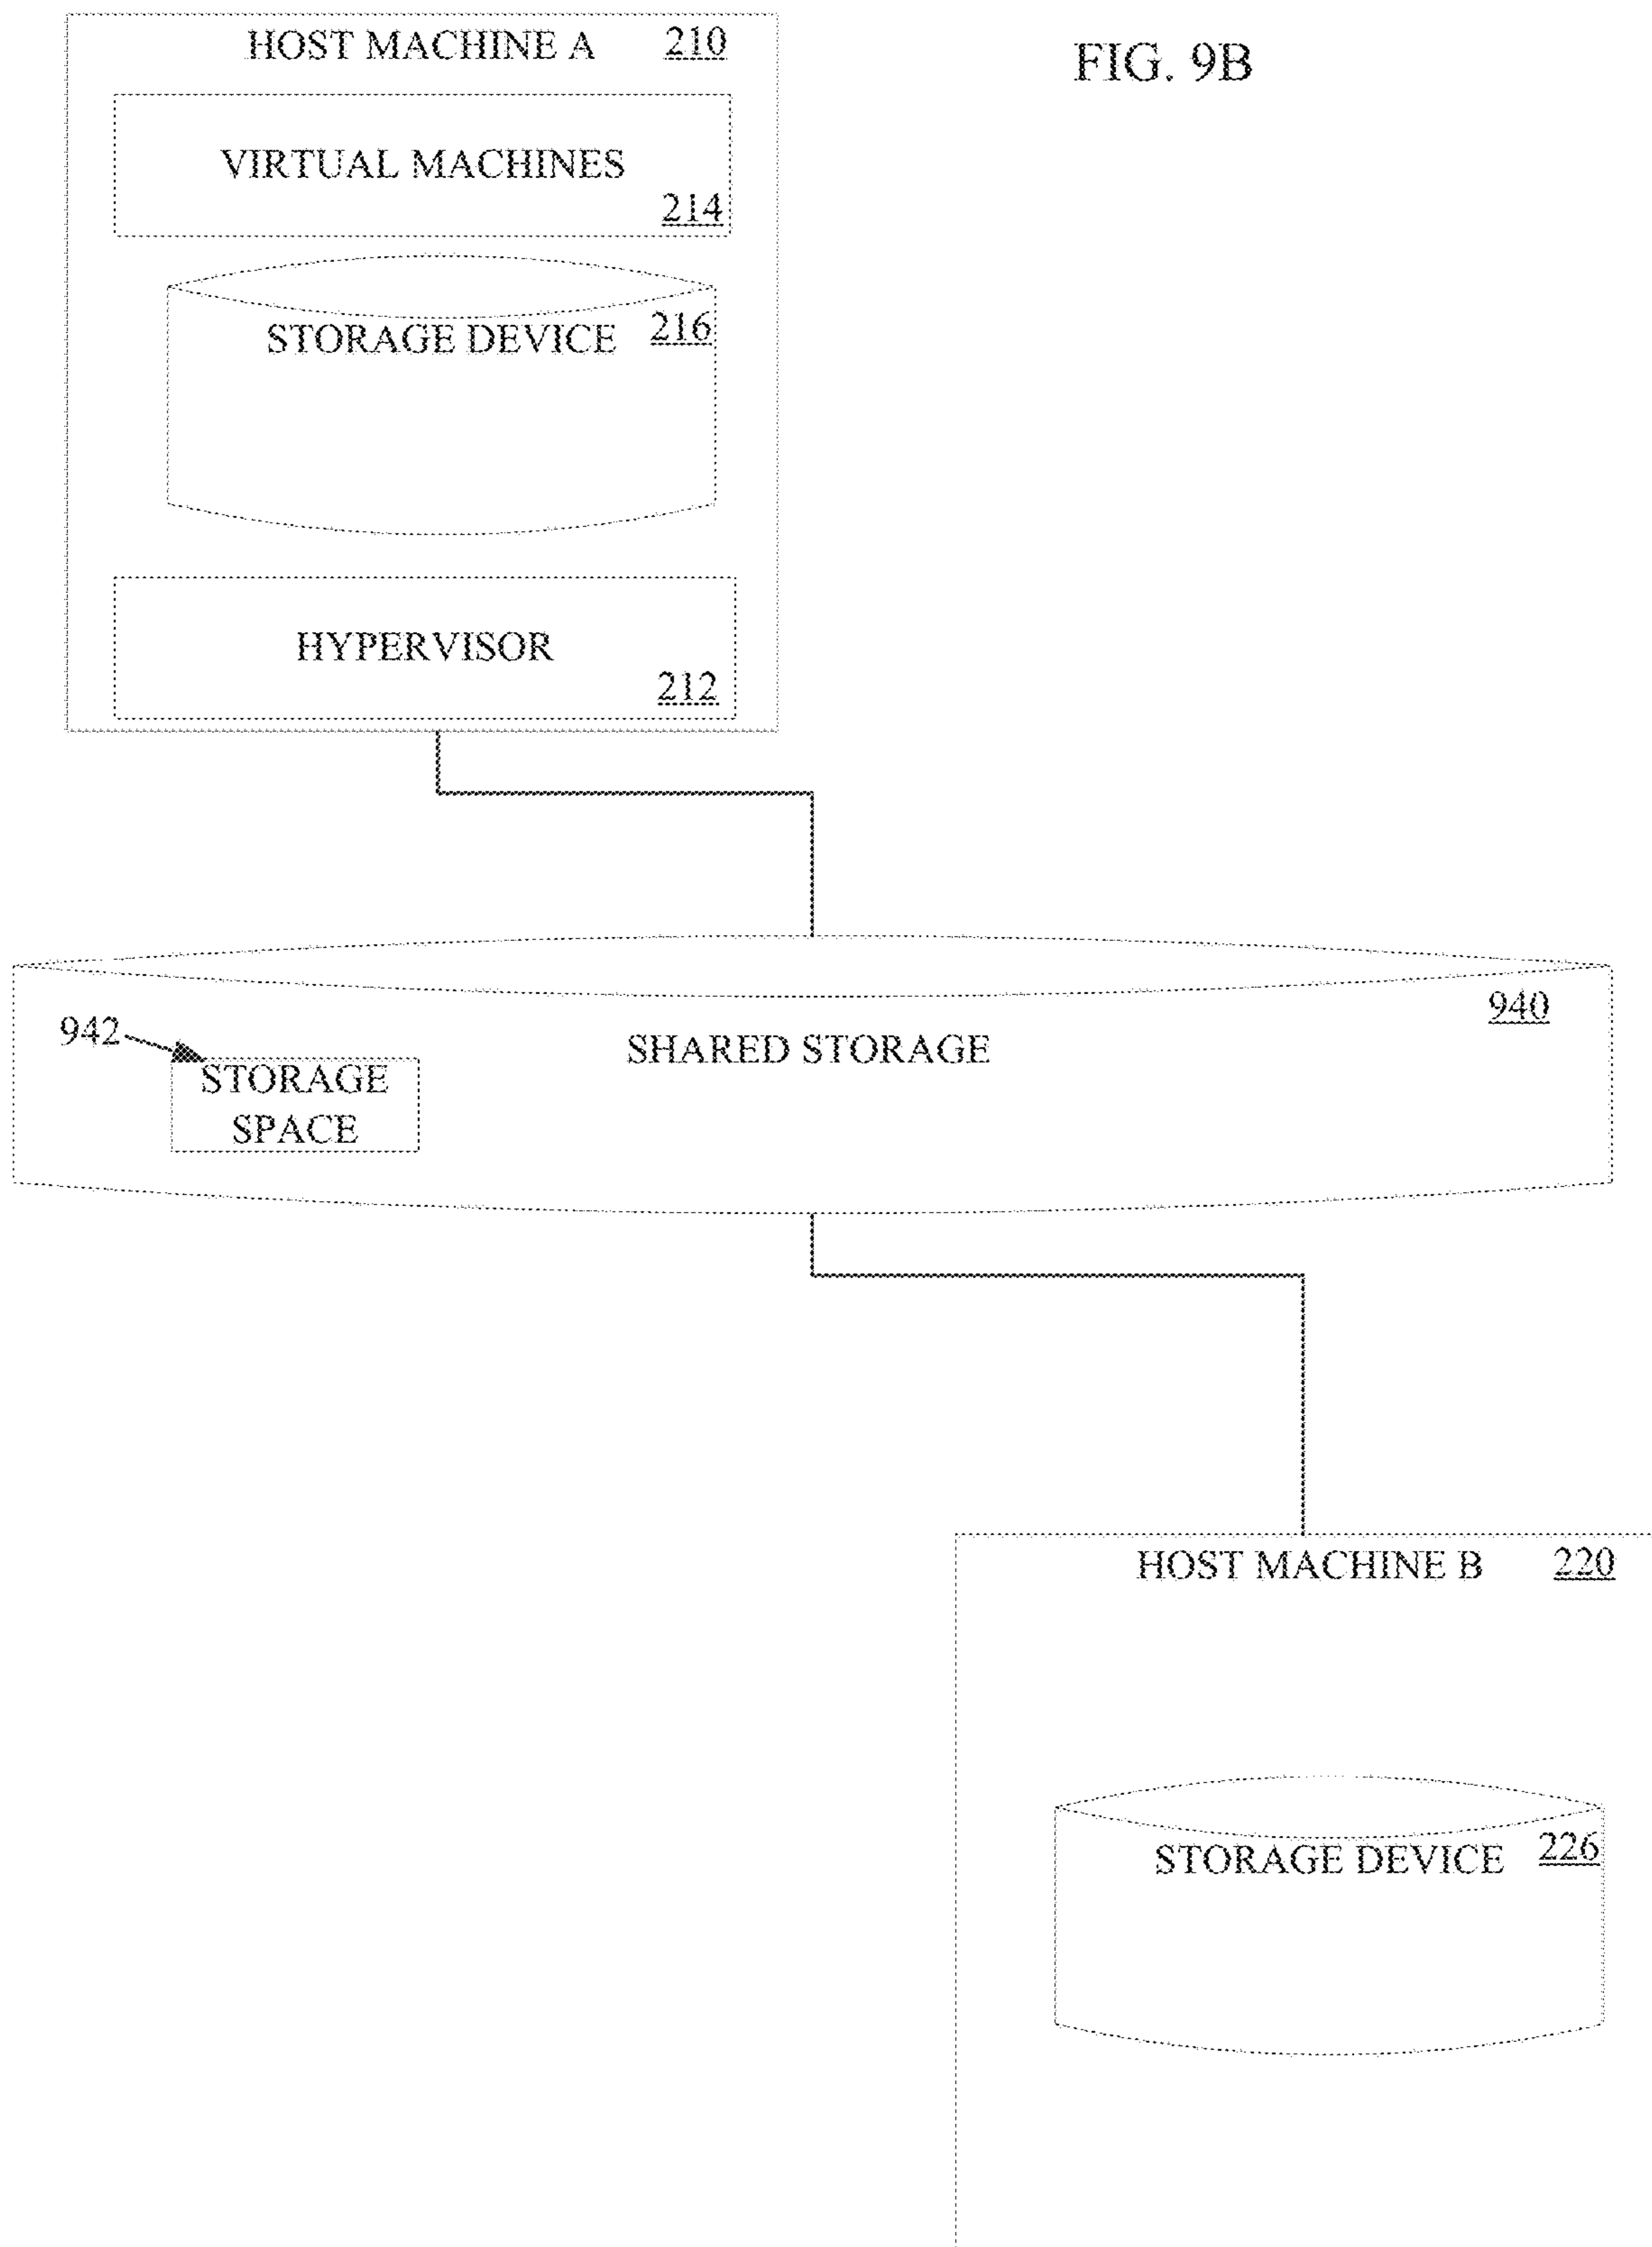 HOST MACHINE A 210
FIG. 9B
VIRTUAL MACHINES
214
STORAGE DEVICE 216
HYPERVISOR
212
940
942
SHARED STORAGE
STORAGE
SPACE
HOST MACHINE B 220
STORAGE DEVICE 226